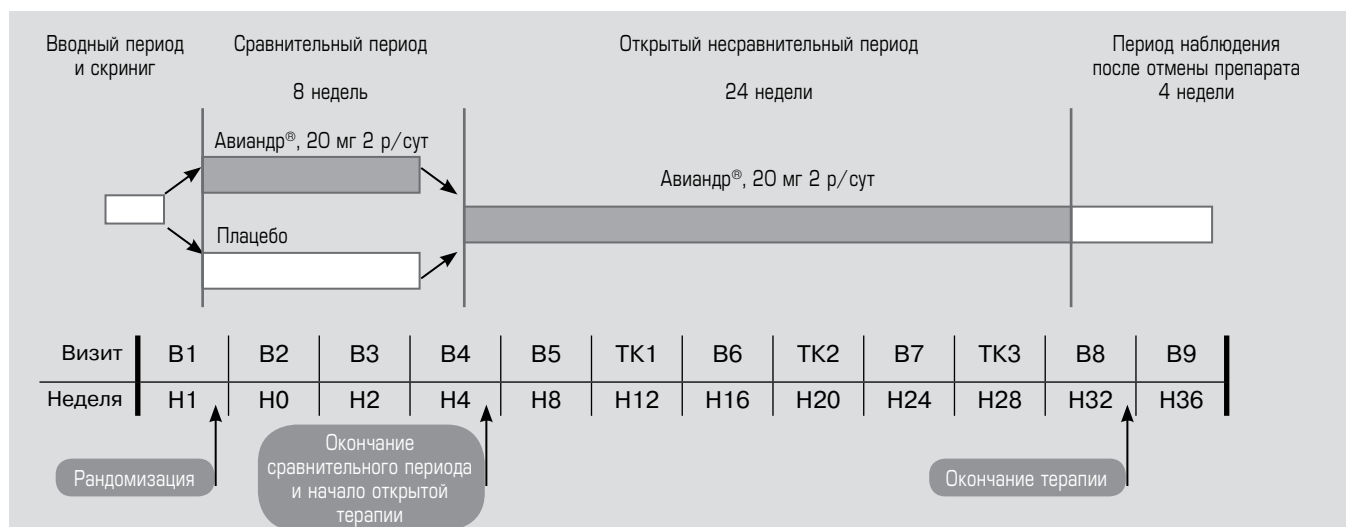 Вводный период
и скриниг
Сравнительный период
8 недель
Открытый несравнительный период
24 недели
Период наблюдения
после отмены препарата
4 недели
Авиандр®, 20 мг 2 р/сут
Плацебо
Авиандр®, 20 мг 2 р/сут
Визит В1 В2 В3 В4 В5 ТК1 В6 ТК2 В7 ТК3 В8 В9
Неделя Н1 Н0 Н2 Н4 Н8 Н12 Н16 Н20 Н24 Н28 Н32 Н36
Рандомизация
Окончание
сравнительного периода
и начало открытой
терапии
Окончание терапии